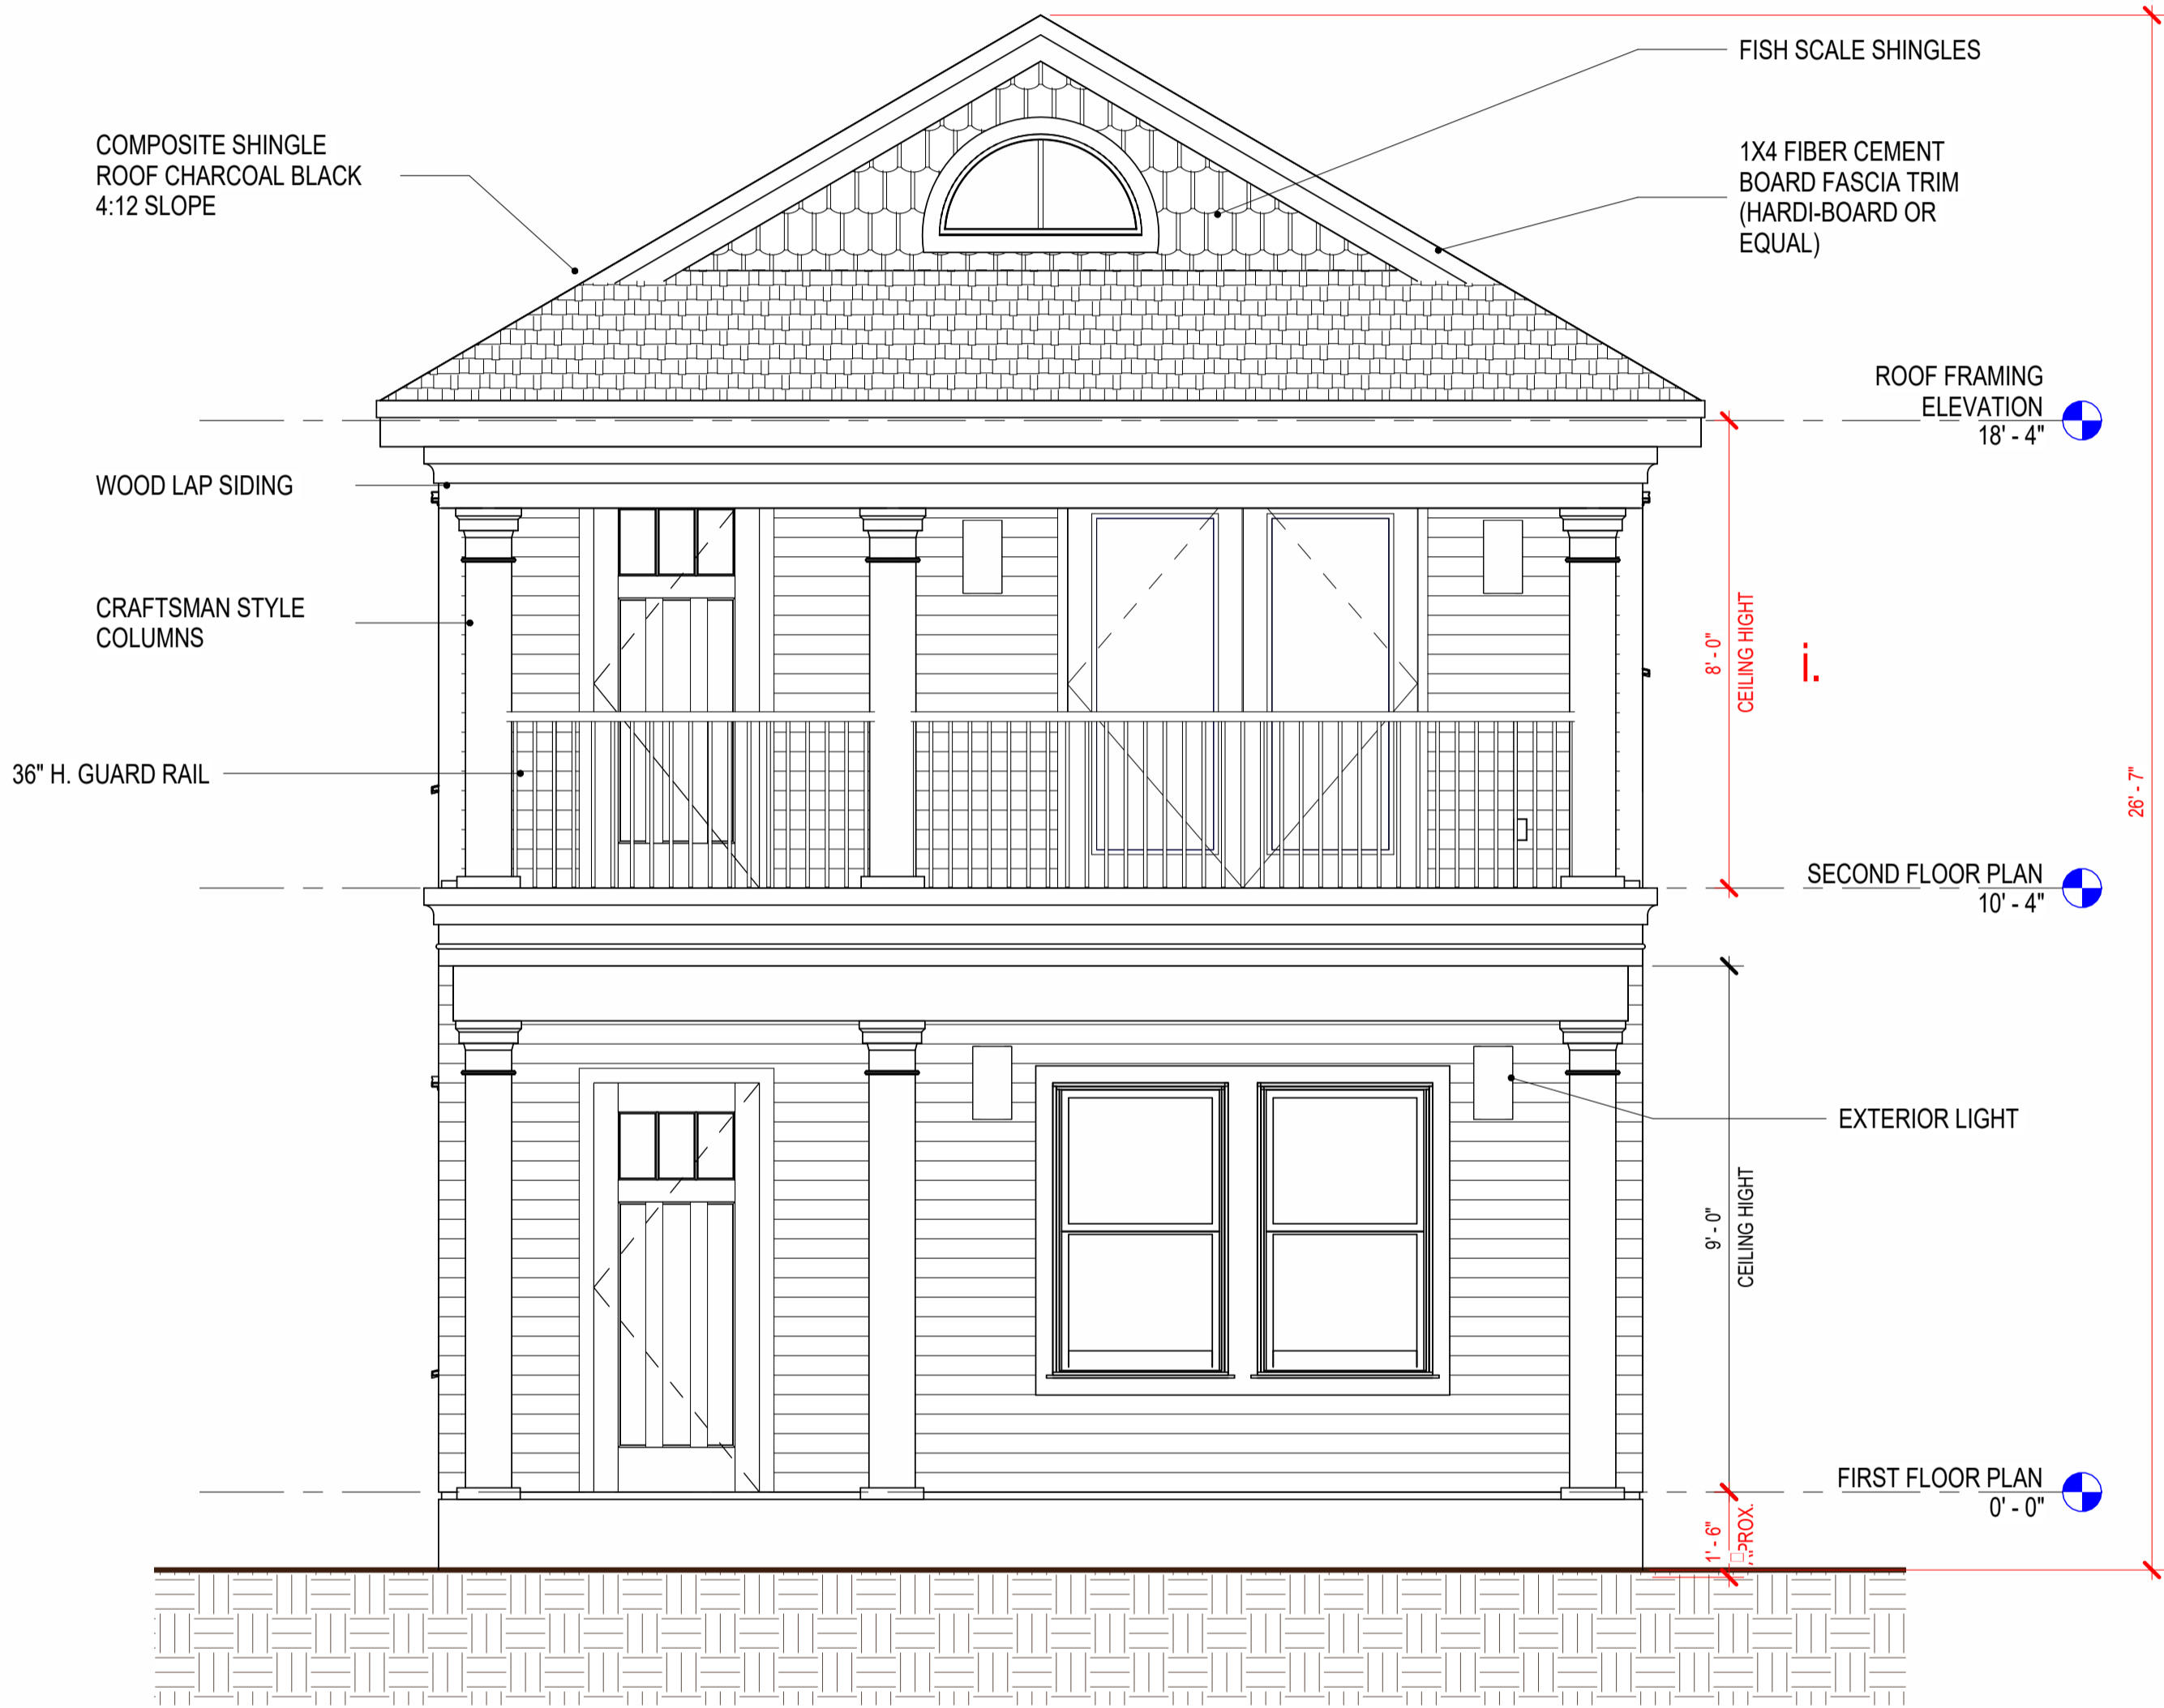 FISH SCALE SHINGLES
COMPOSITE SHINGLE
ROOF CHARCOAL BLACK
4:12 SLOPE
1X4 FIBER CEMENT
BOARD FASCIA TRIM
(HARDI-BOARD OR
EQUAL)
ROOF FRAMING
ELEVATION
18' - 4"
WOOD LAP SIDING
CRAFTSMAN STYLE
COLUMNS
8' - 0"
CEILING HIGHT
i.
36" H. GUARD RAIL
26' - 7"
SECOND FLOOR PLAN
10' - 4"
EXTERIOR LIGHT
9' - 0"
CEILING HIGHT
FIRST FLOOR PLAN
0' - 0"
1' - 6"